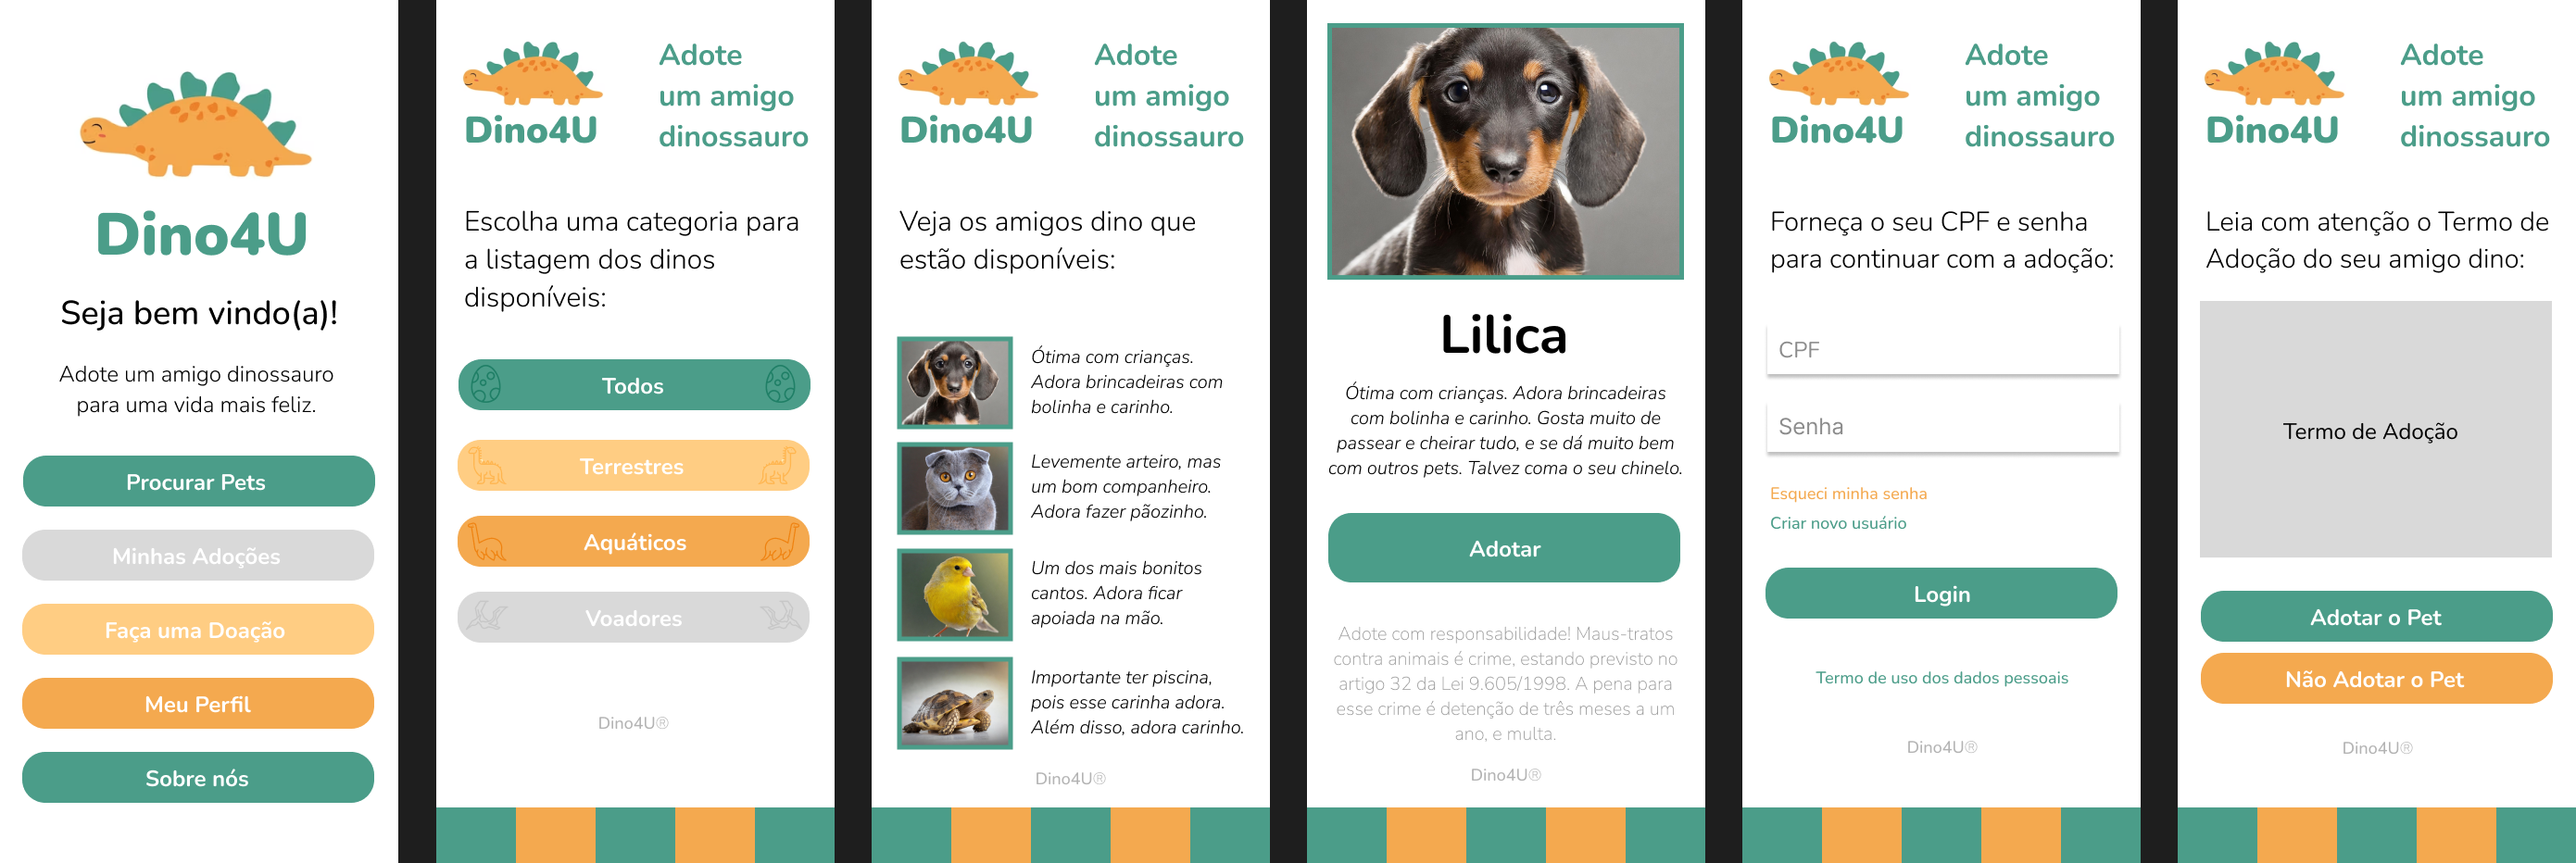 Dino4U
Seja bem vindo(a)!
Adote um amigo dinossauro
para uma vida mais feliz.
Procurar Pets
Minhas Adoções
Faça uma Doação
Meu Perfil
Sobre nós
Dino4U
Adote
um amigo
dinossauro
Escolha uma categoria para
a listagem dos dinos
disponíveis:
Todos
Terrestres
Aquáticos
Voadores
Dino4U®
Dino4U
Adote
um amigo
dinossauro
Veja os amigos dino que
estão disponíveis:
Ótima com crianças.
Adora brincadeiras com
bolinha e carinho.
Levemente arteiro, mas
um bom companheiro.
Adora fazer pãozinho.
Um dos mais bonitos
cantos. Adora ficar
apoiada na mão.
Importante ter piscina,
pois esse carinha adora.
Além disso, adora carinho.
Dino4U®
Lilica
Ótima com crianças. Adora brincadeiras
com bolinha e carinho. Gosta muito de
passear e cheirar tudo, e se dá muito bem
com outros pets. Talvez coma o seu chinelo.
Adotar
Adote com responsabilidade! Maus-tratos
contra animais é crime, estando previsto no
artigo 32 da Lei 9.605/1998. A pena para
esse crime é detenção de três meses a um
ano, e multa.
Dino4U®
Dino4U
Adote
um amigo
dinossauro
Forneça o seu CPF e senha
para continuar com a adoção:
CPF
Senha
Esqueci minha senha
Criar novo usuário
Login
Termo de uso dos dados pessoais
Dino4U®
Dino4U
Adote
um amigo
dinossauro
Leia com atenção o Termo de
Adoção do seu amigo dino:
Termo de Adoção
Adotar o Pet
Não Adotar o Pet
Dino4U®